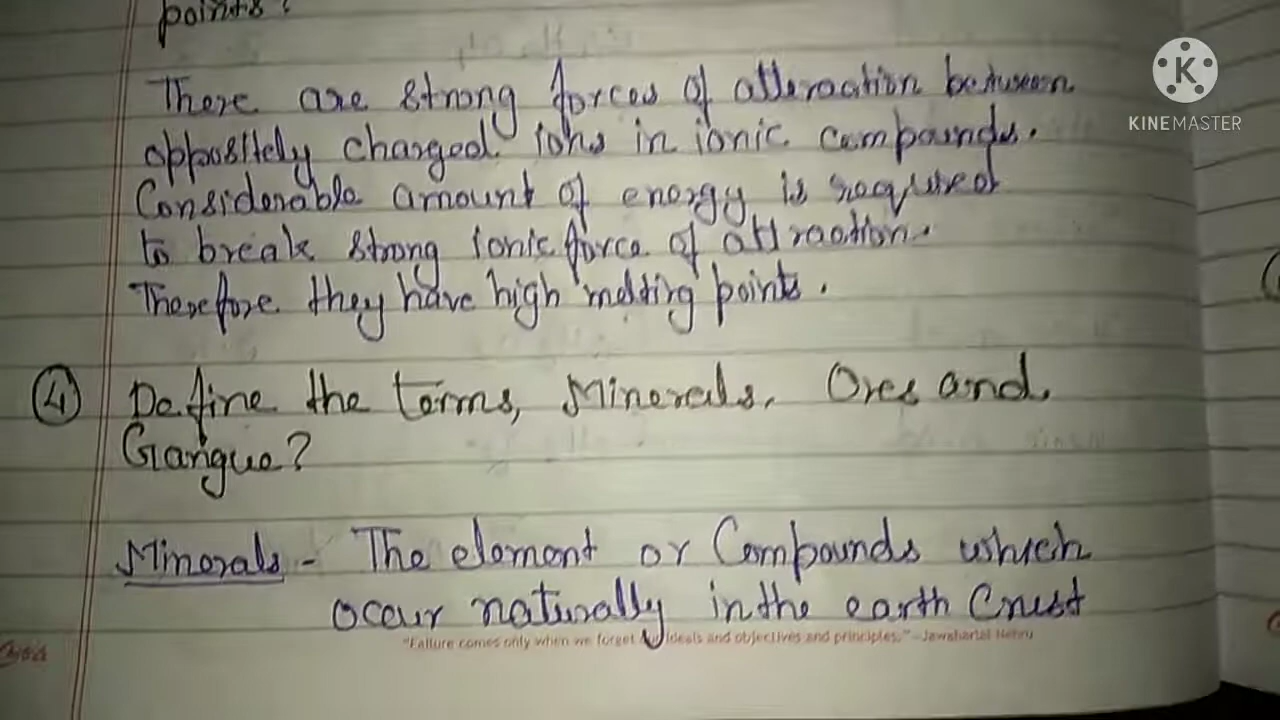 points?
There are strong forces of attraction between
oppositely charged ions in ionic compounds.
Considerable amount of energy is required
to break strong ionic force of attraction.
Therefore they have high melting points.
4 Define the terms, Minerals, Ores and
Gangue?
Minerals - The element or Compounds which
occur naturally in the earth Crust
"Failure comes only when we forget our ideals and objectives and principles." - Jawaharlal Nehru
K
KINEMASTER